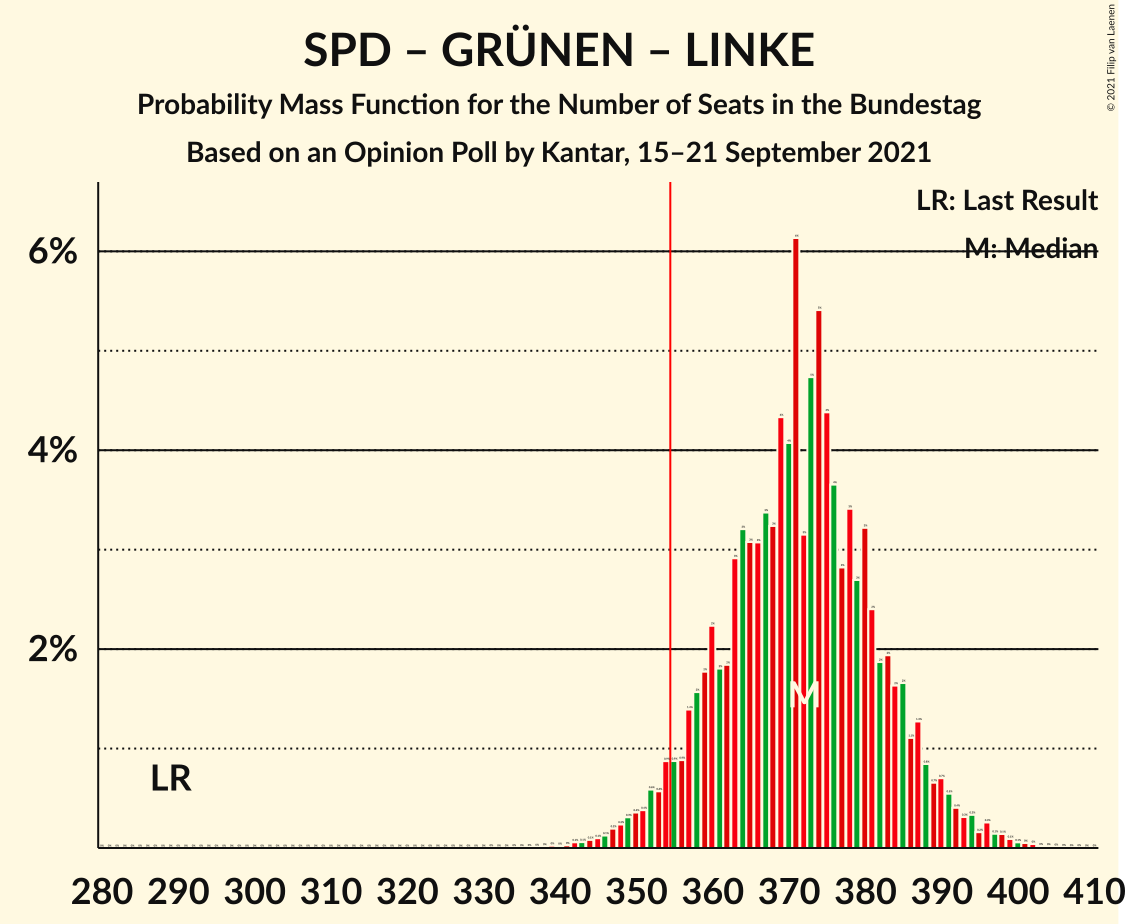 SPD – GRÜNEN – LINKE
Probability Mass Function for the Number of Seats in the Bundestag
Based on an Opinion Poll by Kantar, 15–21 September 2021
© 2021 Filip van Laenen
LR: Last Result
M: Median
6%
4%
2%
LR
M
280 290 300 310 320 330 340 350 360 370 380 390 400 410